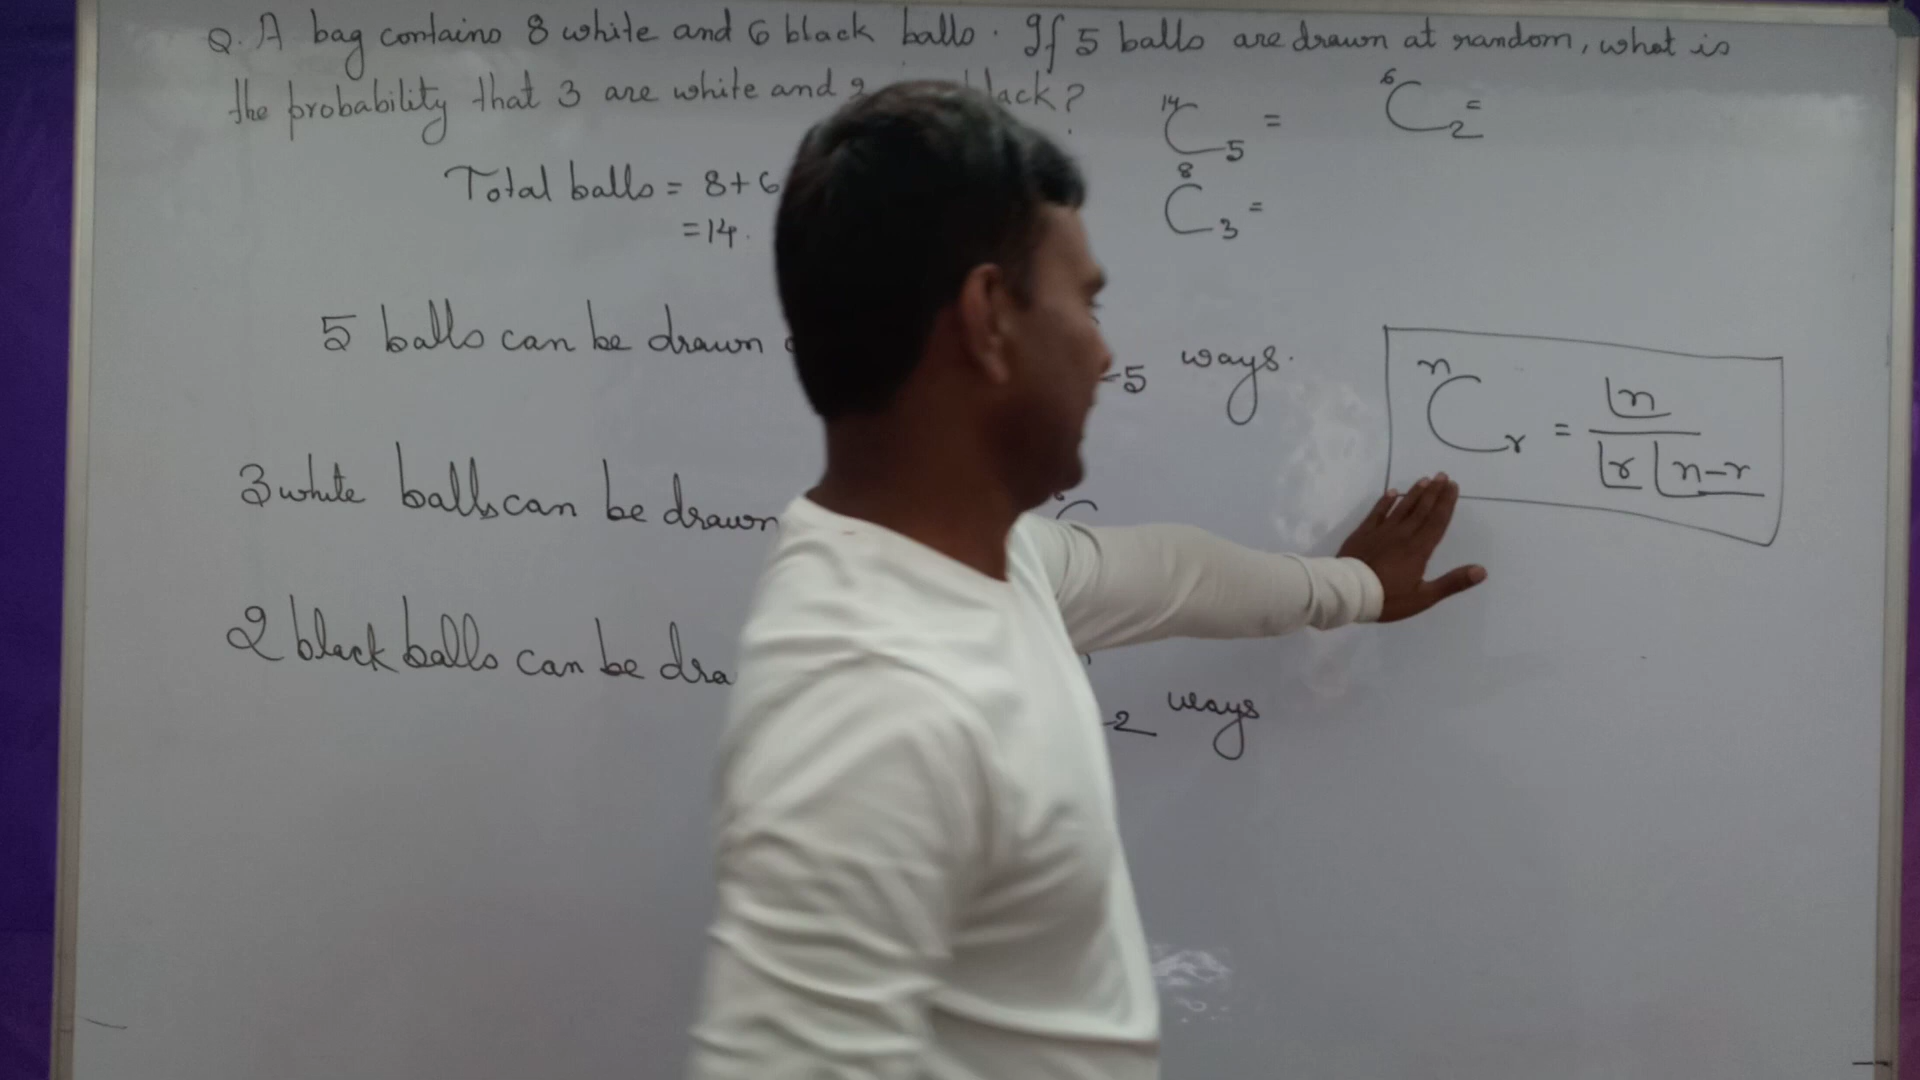 Q. A bag contains 8 white and 6 black balls. If 5 balls are drawn at random, what is
the probability that 3 are white and 2 lack?
¹⁴C₅ =
⁶C₂ =
Total balls = 8+6
⁸C₃ =
=14.
5 balls can be drawn 5 ways.
ⁿCᵣ = |n / |r |n-r
3 white balls can be drawn
2 black balls can be dra 2 ways